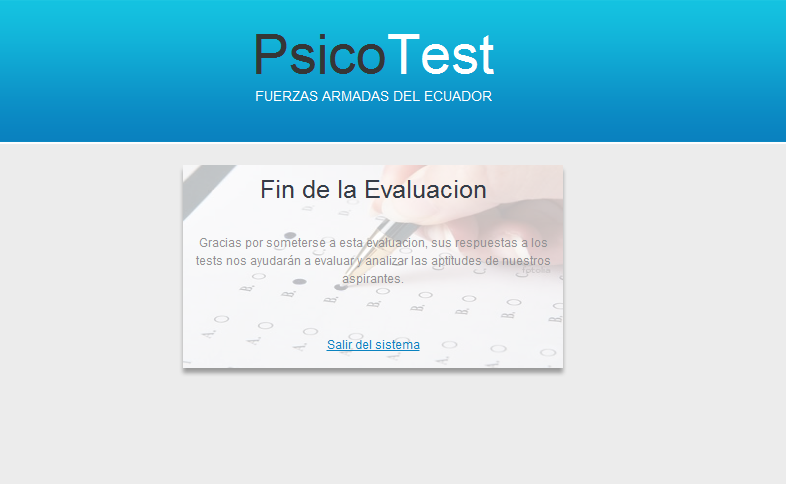 PsicoTest
FUERZAS ARMADAS DEL ECUADOR
Fin de la Evaluacion
Gracias por someterse a esta evaluacion, sus respuestas a los
tests nos ayudarán a evaluar y analizar las aptitudes de nuestros
aspirantes.
fotolia
Salir del sistema